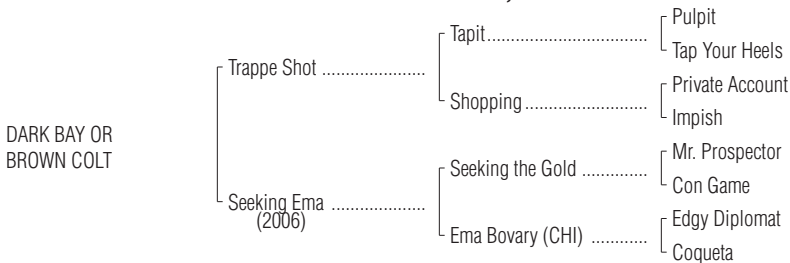 Pulpit
Tapit
Tap Your Heels
Trappe Shot
Private Account
Shopping
Impish
DARK BAY OR
BROWN COLT
Mr. Prospector
Seeking the Gold
Con Game
Seeking Ema
(2006)
Edgy Diplomat
Ema Bovary (CHI)
Coqueta